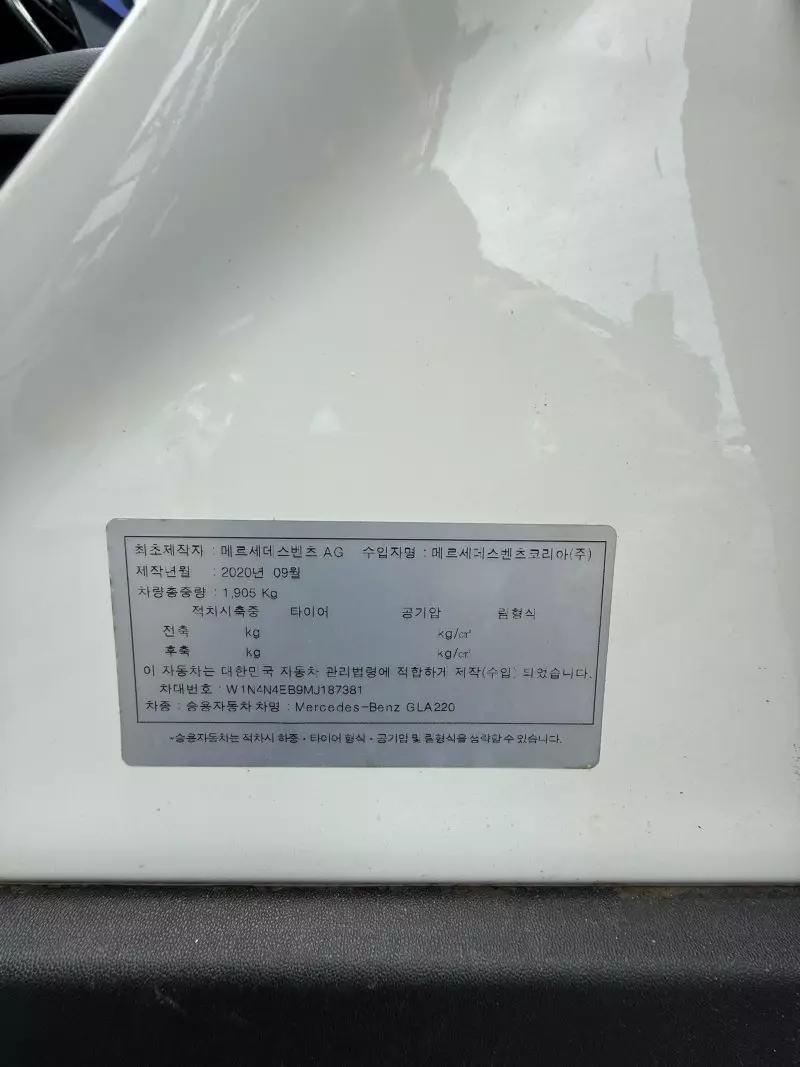 최초제작자 : 메르세데스벤츠 AG 수입자명 : 메르세데스벤츠코리아(주)
제작년월 : 2020년 09월
차량총중량 : 1,905 Kg
적차시축중 타이어 공기압 림형식
전축 kg kg/㎠
후축 kg kg/㎠
이 자동차는 대한민국 자동차 관리법령에 적합하게 제작(수입) 되었습니다.
차대번호 : W1N4N4EB9MJ187381
차종 : 승용자동차 차명 : Mercedes-Benz GLA220
*승용자동차는 적차시 하중·타이어 형식·공기압 및 림형식을 생략할 수 있습니다.